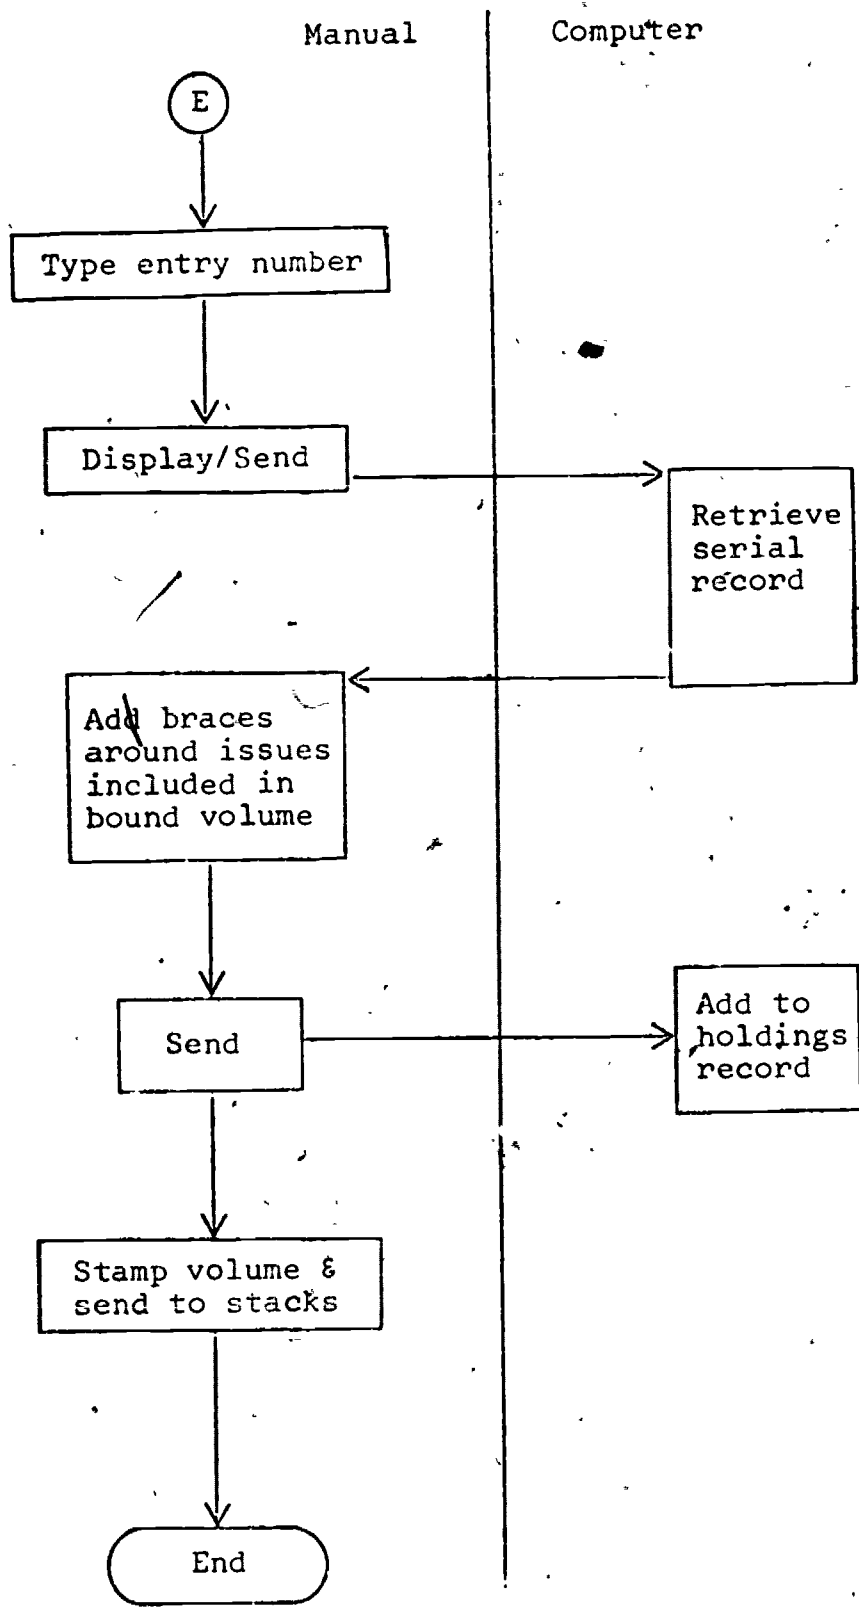 Manual
Computer
E
Type entry number
Display/Send
Retrieve
serial
record
Add braces
around issues
included in
bound volume
Send
Add to
holdings
record
Stamp volume &
send to stacks
End